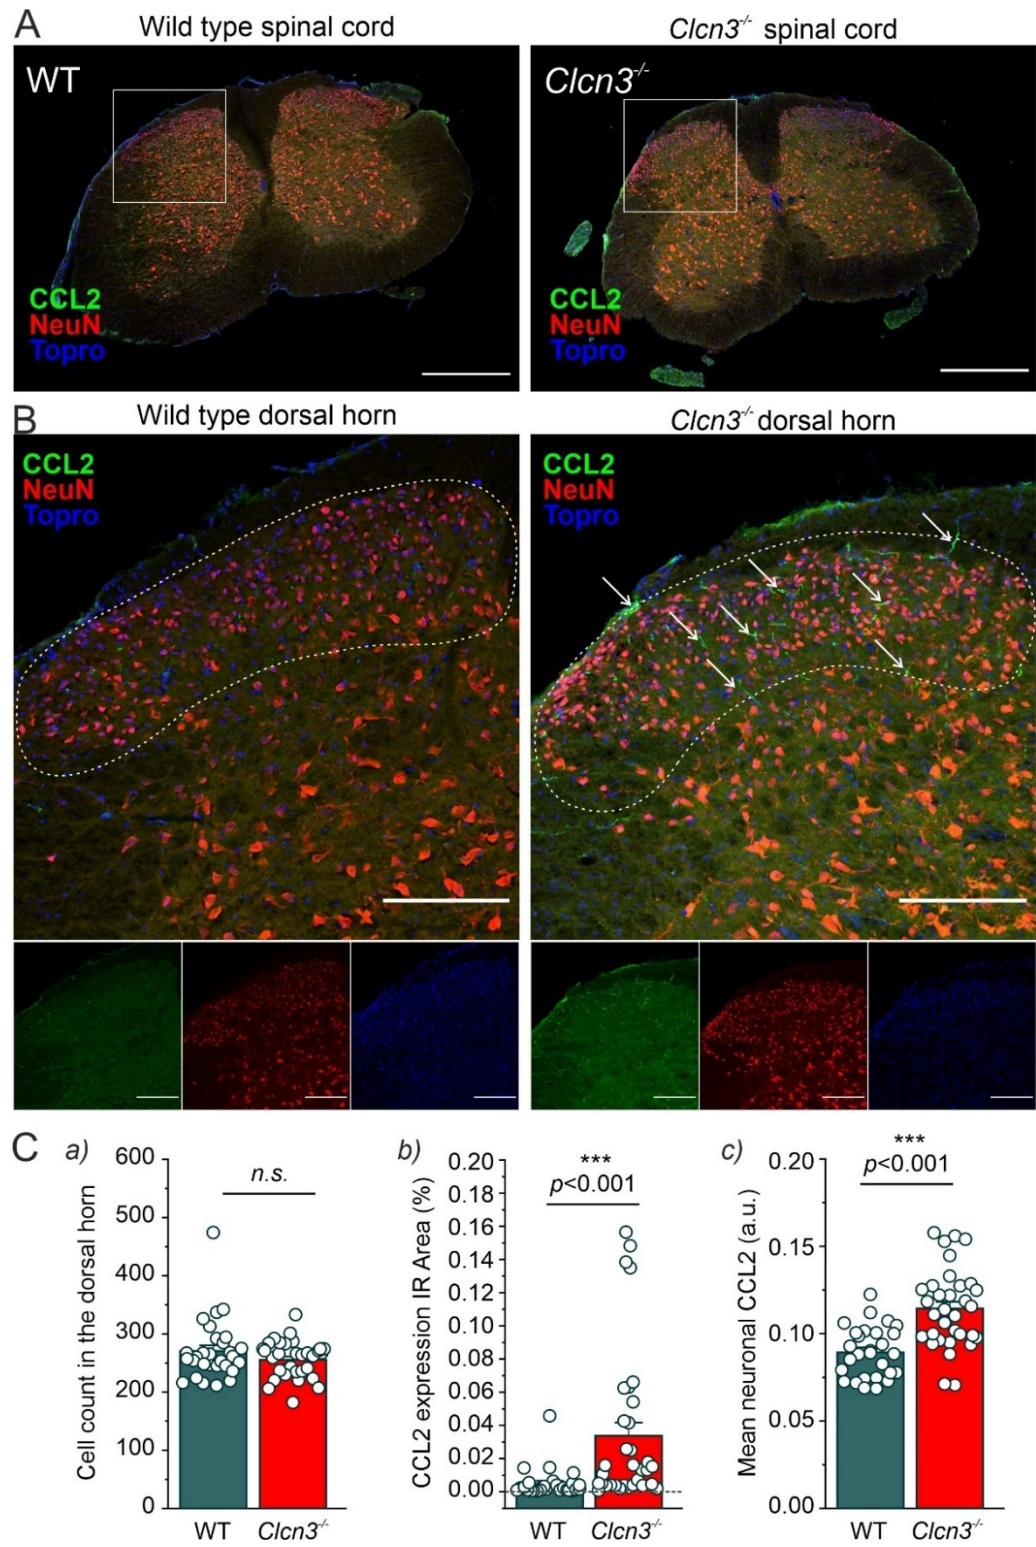 A
Wild type spinal cord
Clcn3-/- spinal cord
WT
Clcn3-/-
CCL2
NeuN
Topro
CCL2
NeuN
Topro
B
Wild type dorsal horn
Clcn3-/- dorsal horn
CCL2
NeuN
Topro
CCL2
NeuN
Topro
C
a)
Cell count in the dorsal horn
600
500
400
300
200
100
0
n.s.
WT
Clcn3-/-
b)
CCL2 expression IR Area (%)
0.20
0.18
0.16
0.14
0.12
0.10
0.08
0.06
0.04
0.02
0.00
***
p<0.001
WT
Clcn3-/-
c)
Mean neuronal CCL2 (a.u.)
0.20
0.15
0.10
0.05
0.00
***
p<0.001
WT
Clcn3-/-